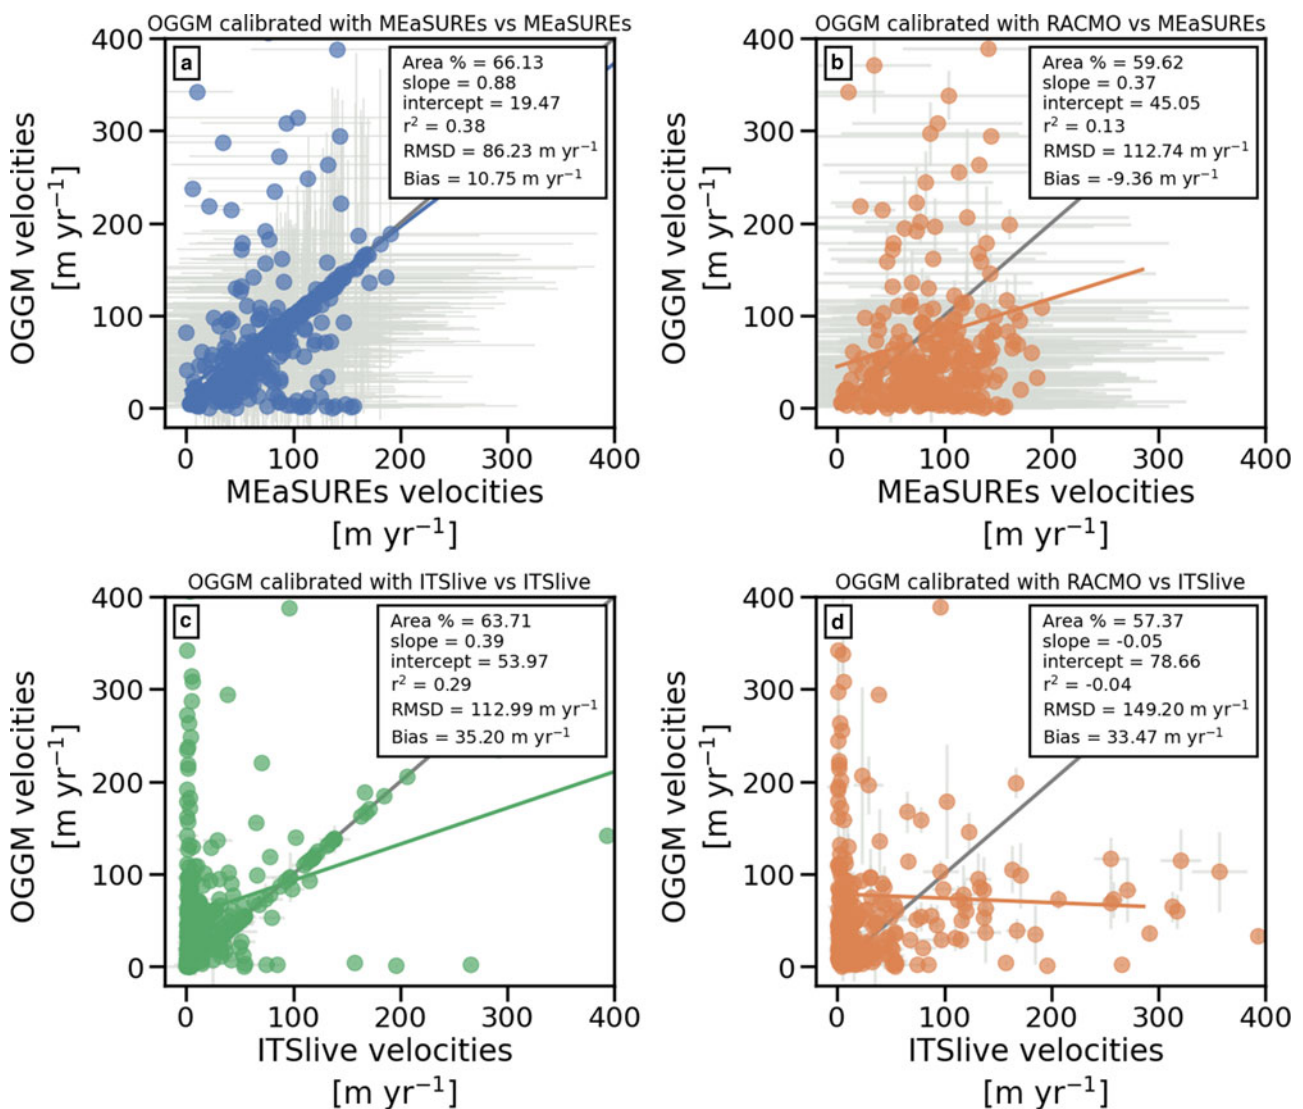 OGGM calibrated with MEaSUREs vs MEaSUREs
a
Area % = 66.13
slope = 0.88
intercept = 19.47
r² = 0.38
RMSD = 86.23 m yr⁻¹
Bias = 10.75 m yr⁻¹
400
300
200
100
0
OGGM velocities
[m yr⁻¹]
0 100 200 300 400
MEaSUREs velocities
[m yr⁻¹]
OGGM calibrated with RACMO vs MEaSUREs
b
Area % = 59.62
slope = 0.37
intercept = 45.05
r² = 0.13
RMSD = 112.74 m yr⁻¹
Bias = -9.36 m yr⁻¹
400
300
200
100
0
OGGM velocities
[m yr⁻¹]
0 100 200 300 400
MEaSUREs velocities
[m yr⁻¹]
OGGM calibrated with ITSlive vs ITSlive
c
Area % = 63.71
slope = 0.39
intercept = 53.97
r² = 0.29
RMSD = 112.99 m yr⁻¹
Bias = 35.20 m yr⁻¹
400
300
200
100
0
OGGM velocities
[m yr⁻¹]
0 100 200 300 400
ITSlive velocities
[m yr⁻¹]
OGGM calibrated with RACMO vs ITSlive
d
Area % = 57.37
slope = -0.05
intercept = 78.66
r² = -0.04
RMSD = 149.20 m yr⁻¹
Bias = 33.47 m yr⁻¹
400
300
200
100
0
OGGM velocities
[m yr⁻¹]
0 100 200 300 400
ITSlive velocities
[m yr⁻¹]